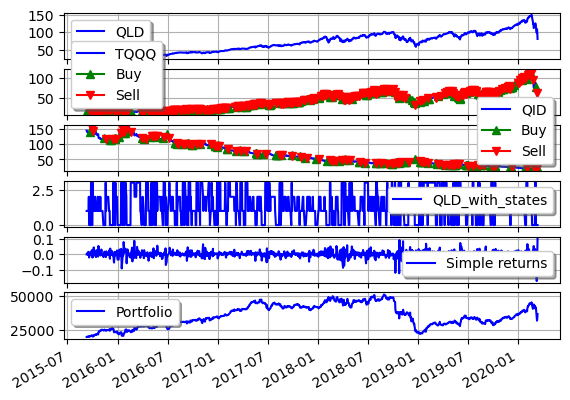 150
100
50
QLD
TQQQ
Buy
Sell
100
50
QID
Buy
Sell
150
100
50
2.5
0.0
QLD_with_states
0.1
0.0
−0.1
Simple returns
50000
25000
Portfolio
2015-07
2016-01
2016-07
2017-01
2017-07
2018-01
2018-07
2019-01
2019-07
2020-01